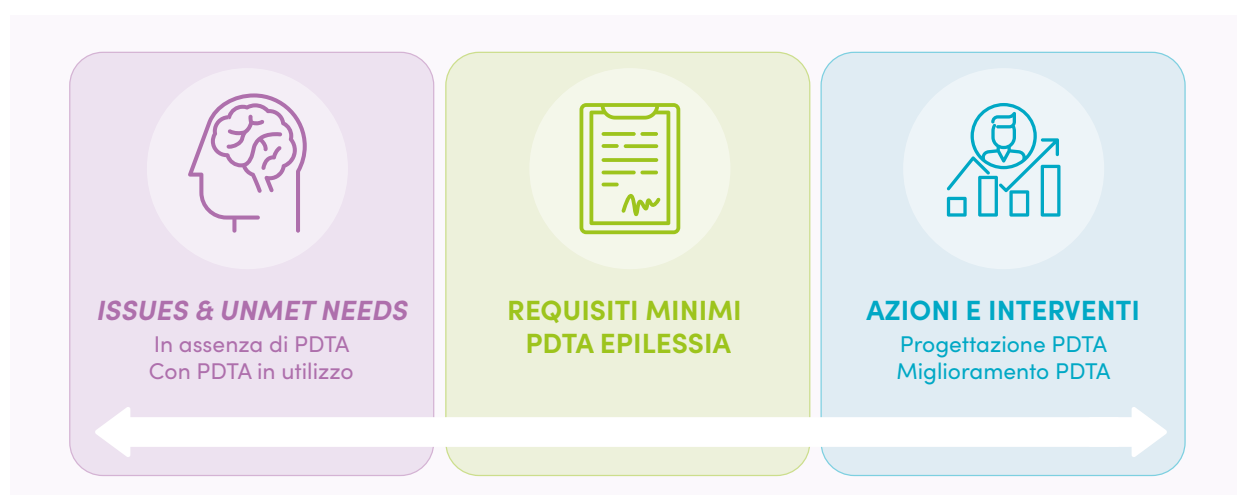 ISSUES & UNMET NEEDS
In assenza di PDTA
Con PDTA in utilizzo
REQUISITI MINIMI
PDTA EPILESSIA
AZIONI E INTERVENTI
Progettazione PDTA
Miglioramento PDTA